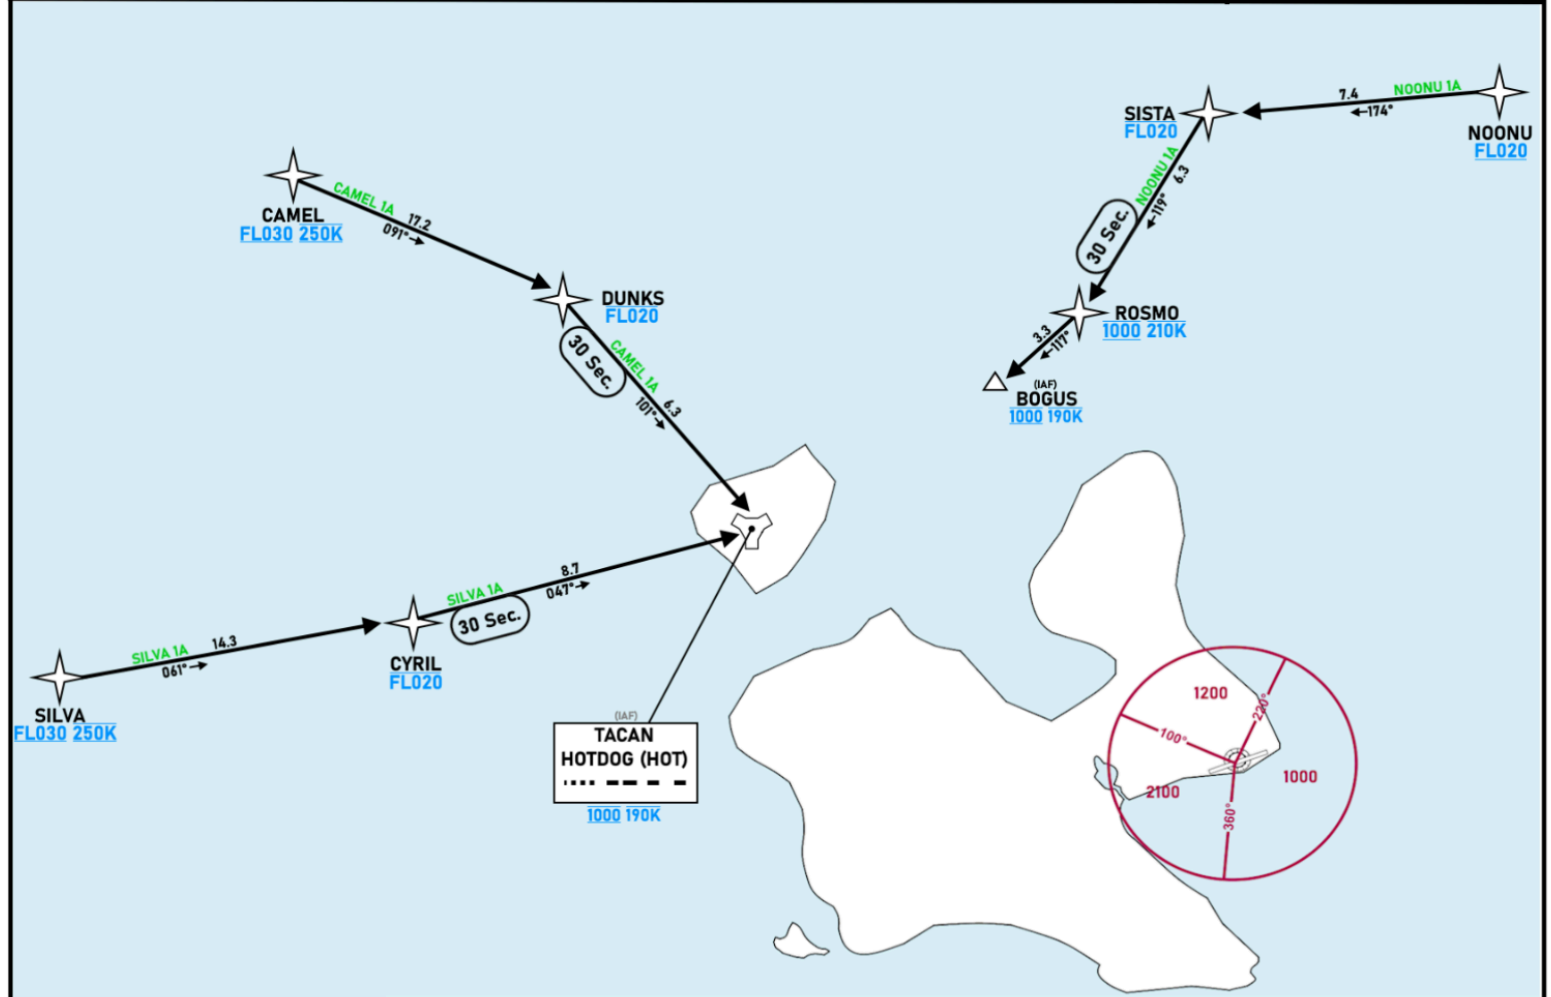 NOONU 1A
7.4
←174°
NOONU
FL020
SISTA
FL020
NOONU 1A
6.3
←119°
30 Sec.
ROSMO
1000 210K
3.3
←117°
(IAF)
BOGUS
1000 190K
CAMEL
FL030 250K
CAMEL 1A
17.2
091°→
DUNKS
FL020
30 Sec.
CAMEL 1A
6.3
101°→
SILVA 1A
8.7
047°→
30 Sec.
CYRIL
FL020
SILVA 1A
14.3
061°→
SILVA
FL030 250K
(IAF)
TACAN
HOTDOG (HOT)
1000 190K
1200
220°
100°
1000
2100
360°